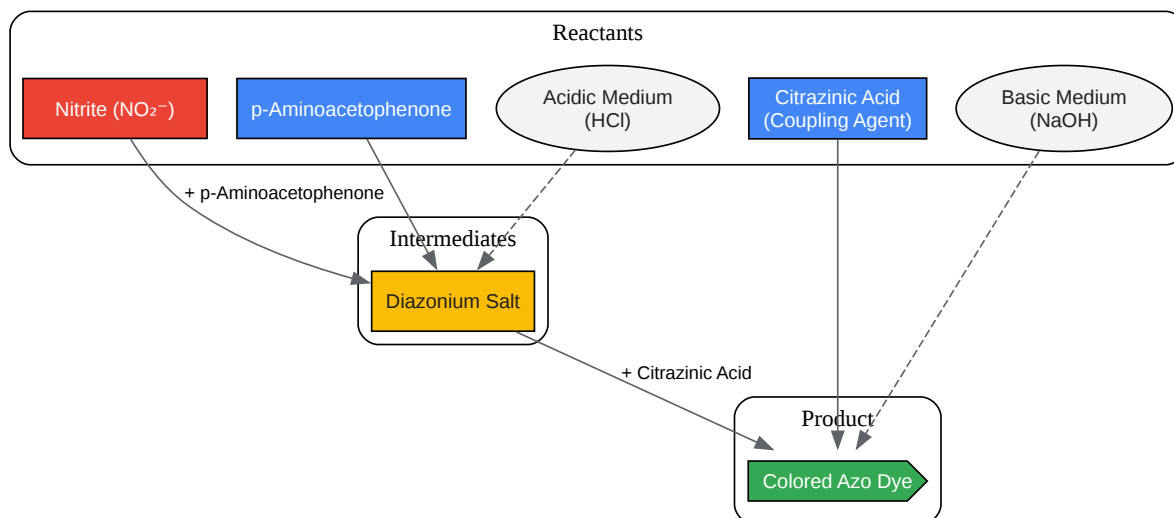 Reactants
Nitrite (NO₂⁻)
p-Aminoacetophenone
Acidic Medium
(HCl)
Citrazinic Acid
(Coupling Agent)
Basic Medium
(NaOH)
+ p-Aminoacetophenone
Intermediates
Diazonium Salt
+ Citrazinic Acid
Product
Colored Azo Dye